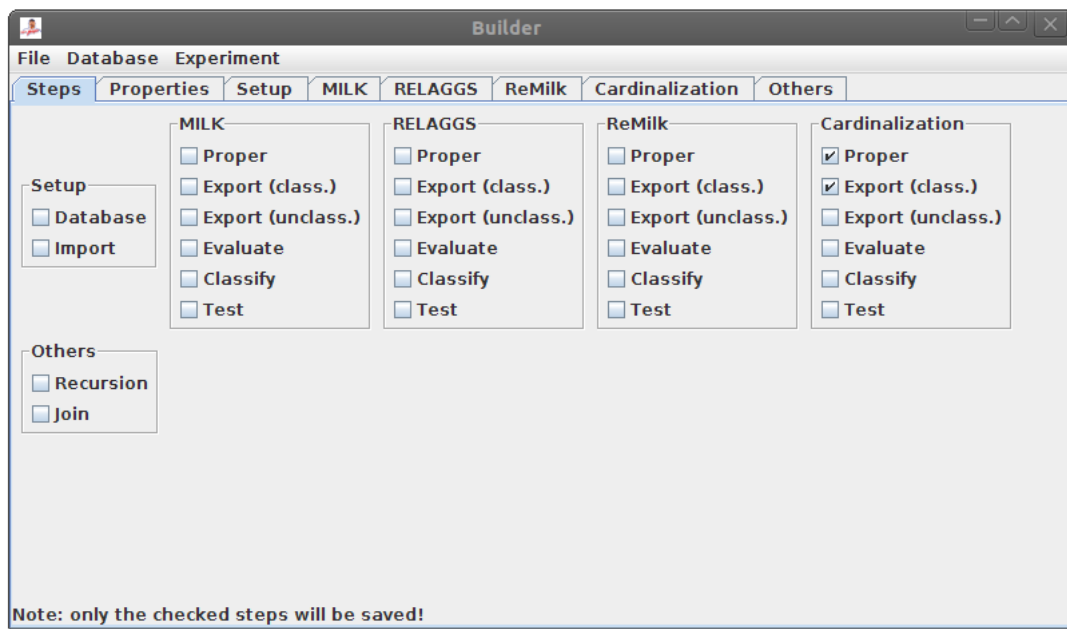 Builder
File Database Experiment
Steps Properties Setup MILK RELAGGS ReMilk Cardinalization Others
Setup
Database
Import
MILK
Proper
Export (class.)
Export (unclass.)
Evaluate
Classify
Test
RELAGGS
Proper
Export (class.)
Export (unclass.)
Evaluate
Classify
Test
ReMilk
Proper
Export (class.)
Export (unclass.)
Evaluate
Classify
Test
Cardinalization
Proper
Export (class.)
Export (unclass.)
Evaluate
Classify
Test
Others
Recursion
Join
Note: only the checked steps will be saved!